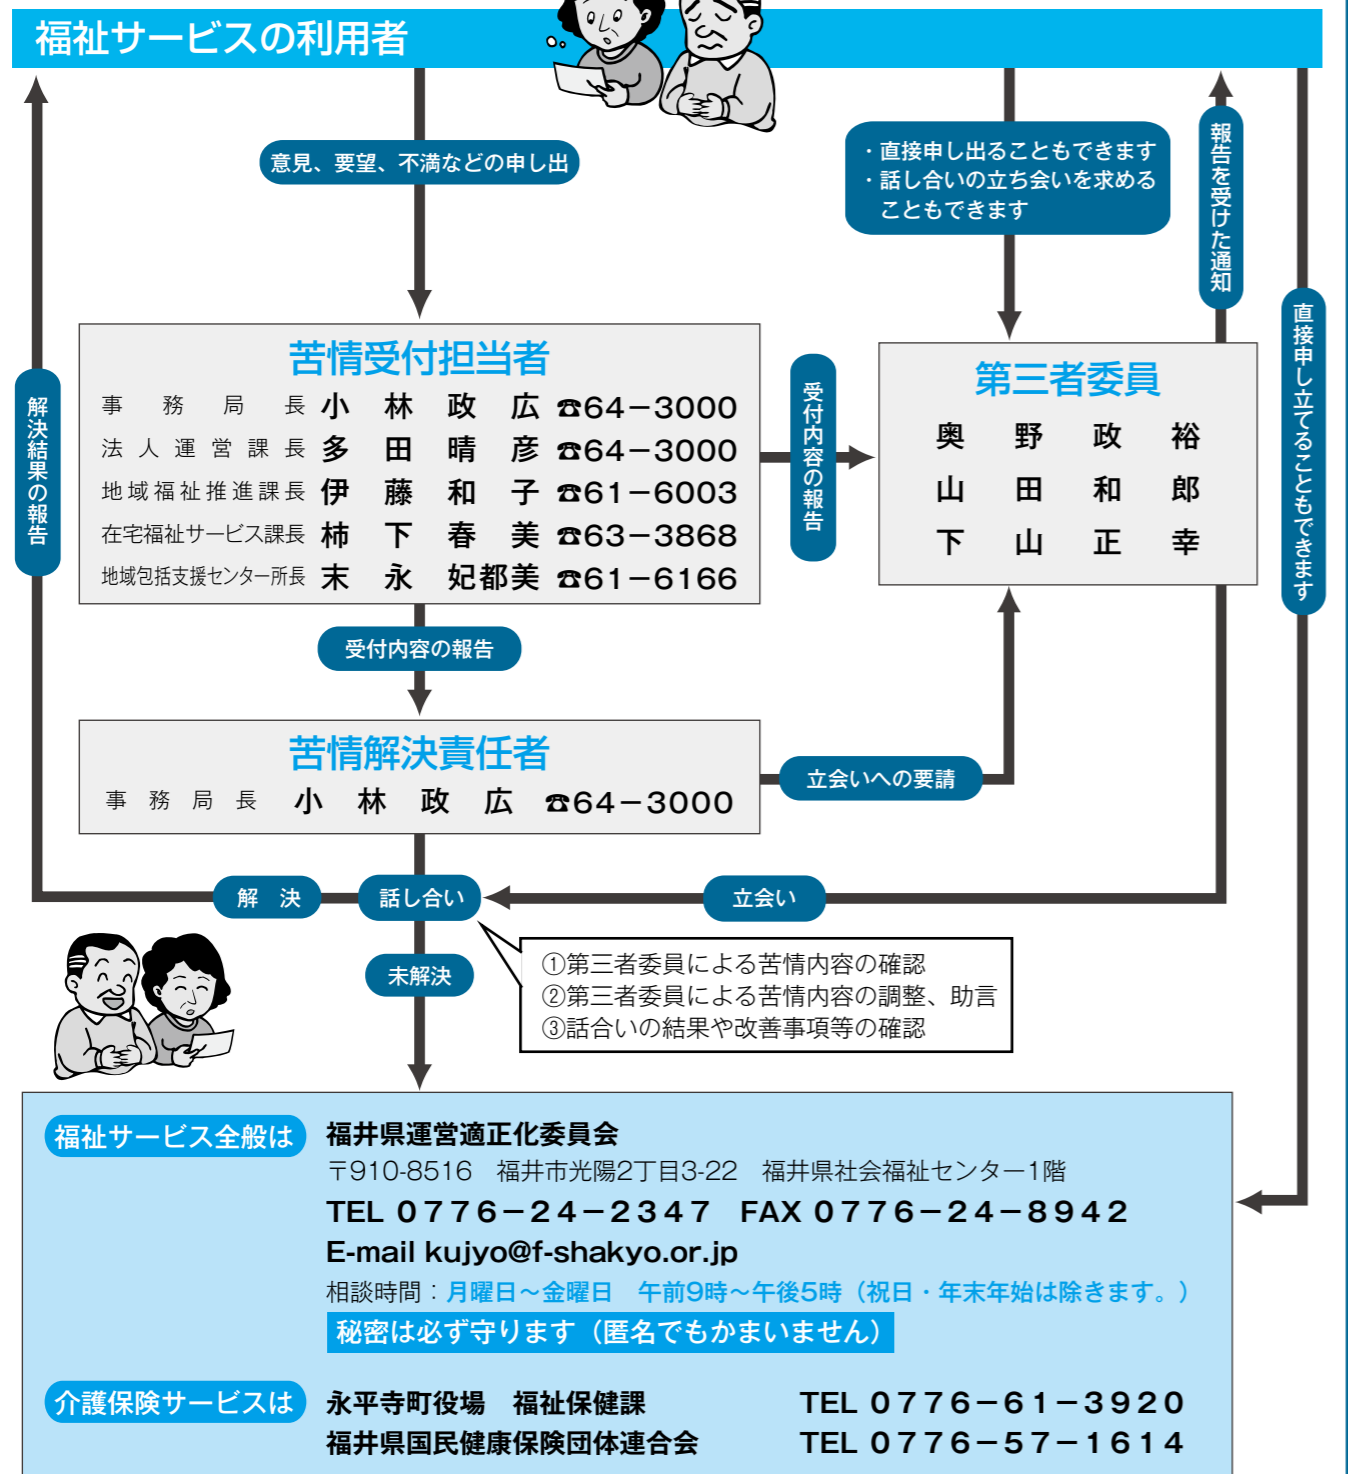 福祉サービスの利用者
意見、要望、不満などの申し出
・直接申し出ることもできます
・話し合いの立ち会いを求める
こともできます
報告を受けた通知
直接申し立てることもできます
解決結果の報告
苦情受付担当者
事務局長 小林政広 ☎64－3000
法人運営課長 多田晴彦 ☎64－3000
地域福祉推進課長 伊藤和子 ☎61－6003
在宅福祉サービス課長 柿下春美 ☎63－3868
地域包括支援センター所長 末永妃都美 ☎61－6166
受付内容の報告
第三者委員
奥野政裕
山田和郎
下山正幸
受付内容の報告
苦情解決責任者
事務局長 小林政広 ☎64－3000
立会いへの要請
解決
話し合い
立会い
未解決
①第三者委員による苦情内容の確認
②第三者委員による苦情内容の調整、助言
③話合いの結果や改善事項等の確認
福祉サービス全般は 福井県運営適正化委員会
〒910-8516 福井市光陽2丁目3-22 福井県社会福祉センター1階
TEL 0776－24－2347 FAX 0776－24－8942
E-mail kujyo@f-shakyo.or.jp
相談時間：月曜日～金曜日 午前9時～午後5時（祝日・年末年始は除きます。）
秘密は必ず守ります（匿名でもかまいません）
介護保険サービスは 永平寺町役場 福祉保健課 TEL 0776－61－3920
福井県国民健康保険団体連合会 TEL 0776－57－1614